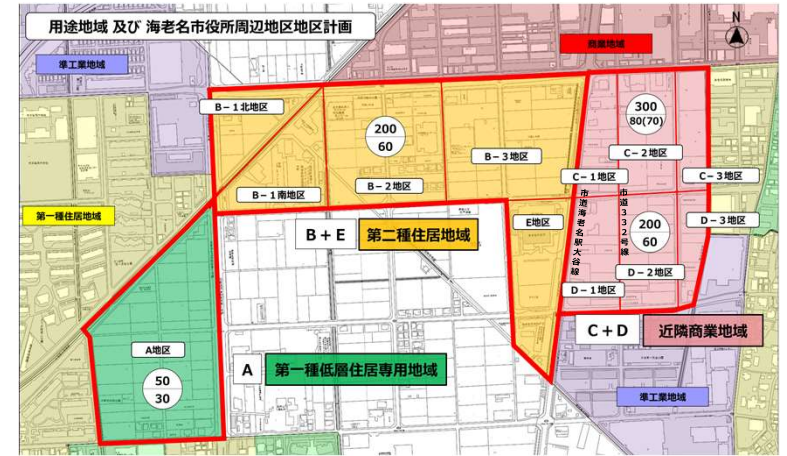 用途地域 及び 海老名市役所周辺地区地区計画
N
商業地域
準工業地域
B－1北地区
200
60
300
80(70)
B－3地区
C－2地区
B－1南地区
B－2地区
C－1地区
C－3地区
第一種住居地域
市道海老名駅大谷線
市道332号線
E地区
200
60
D－3地区
B＋E
第二種住居地域
D－2地区
D－1地区
C＋D
近隣商業地域
A地区
50
30
A
第一種低層住居専用地域
準工業地域